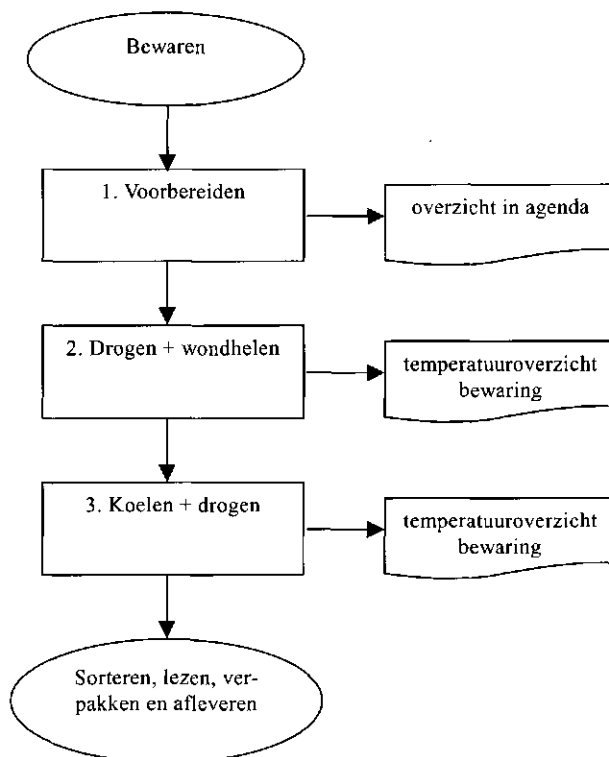 Bewaren
1. Voorbereiden
overzicht in agenda
2. Drogen + wondhelen
temperatuuroverzicht
bewaring
3. Koelen + drogen
temperatuuroverzicht
bewaring
Sorteren, lezen, ver-
pakken en afleveren